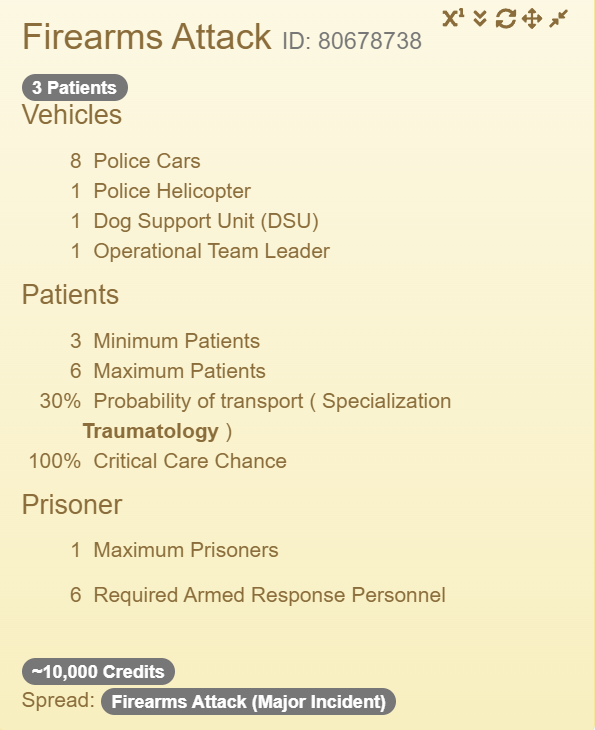 Firearms Attack ID: 80678738
3 Patients
Vehicles
8 Police Cars
1 Police Helicopter
1 Dog Support Unit (DSU)
1 Operational Team Leader
Patients
3 Minimum Patients
6 Maximum Patients
30% Probability of transport ( Specialization
Traumatology )
100% Critical Care Chance
Prisoner
1 Maximum Prisoners
6 Required Armed Response Personnel
~10,000 Credits
Spread: Firearms Attack (Major Incident)